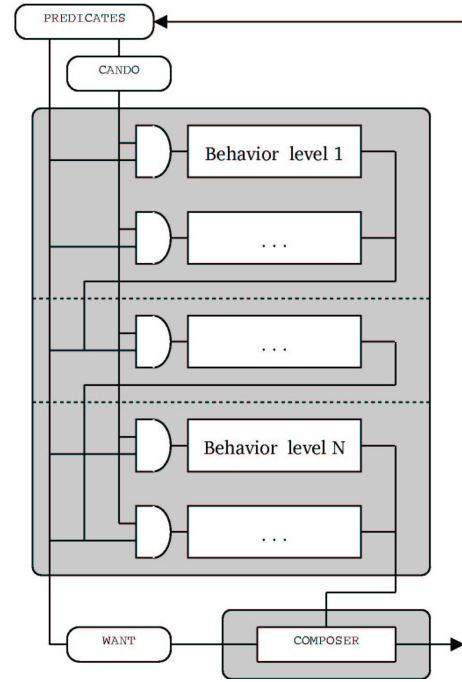 PREDICATES
CANDO
Behavior level 1
...
...
Behavior level N
...
WANT
COMPOSER